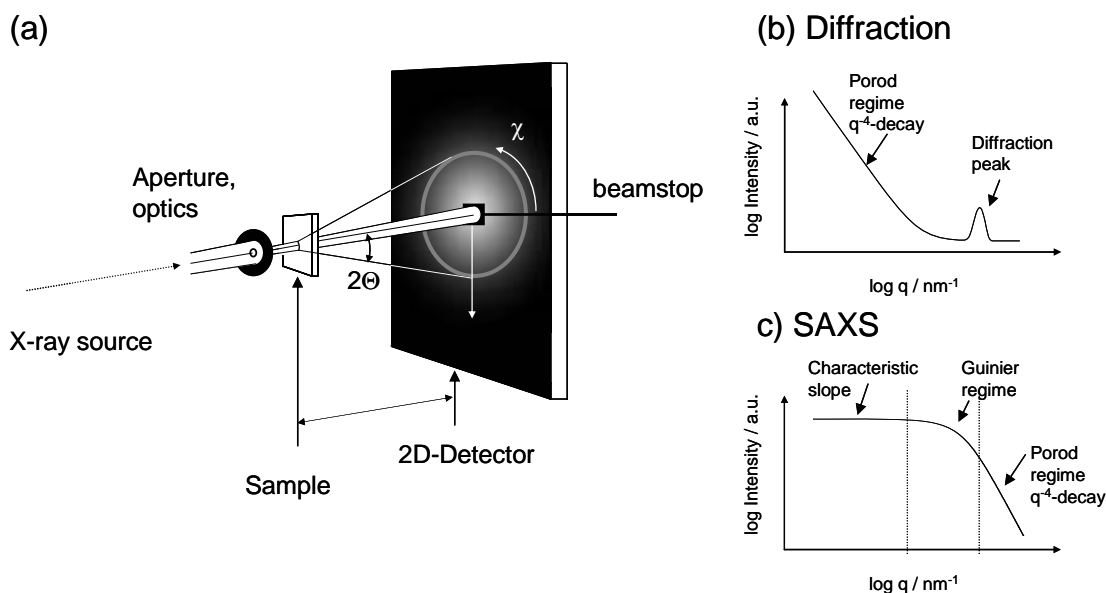 (a)
Aperture,
optics
X-ray source
2Θ
χ
beamstop
Sample
2D-Detector
(b) Diffraction
log Intensity / a.u.
Porod
regime
q⁻⁴-decay
Diffraction
peak
log q / nm⁻¹
c) SAXS
log Intensity / a.u.
Characteristic
slope
Guinier
regime
Porod
regime
q⁻⁴-decay
log q / nm⁻¹